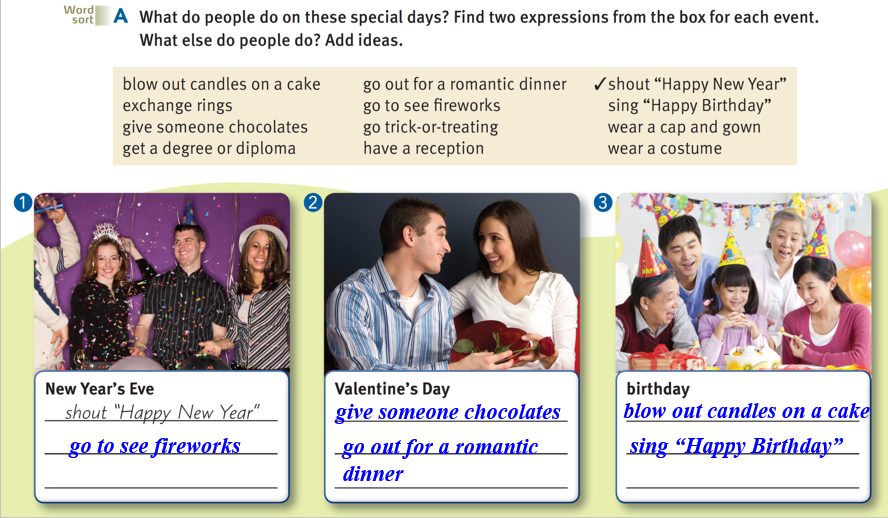 Word sort
A What do people do on these special days? Find two expressions from the box for each event.
What else do people do? Add ideas.
blow out candles on a cake
exchange rings
give someone chocolates
get a degree or diploma
go out for a romantic dinner
go to see fireworks
go trick-or-treating
have a reception
✓shout “Happy New Year”
sing “Happy Birthday”
wear a cap and gown
wear a costume
1
New Year’s Eve
shout “Happy New Year”
go to see fireworks
2
Valentine’s Day
give someone chocolates
go out for a romantic
dinner
3
birthday
blow out candles on a cake
sing “Happy Birthday”